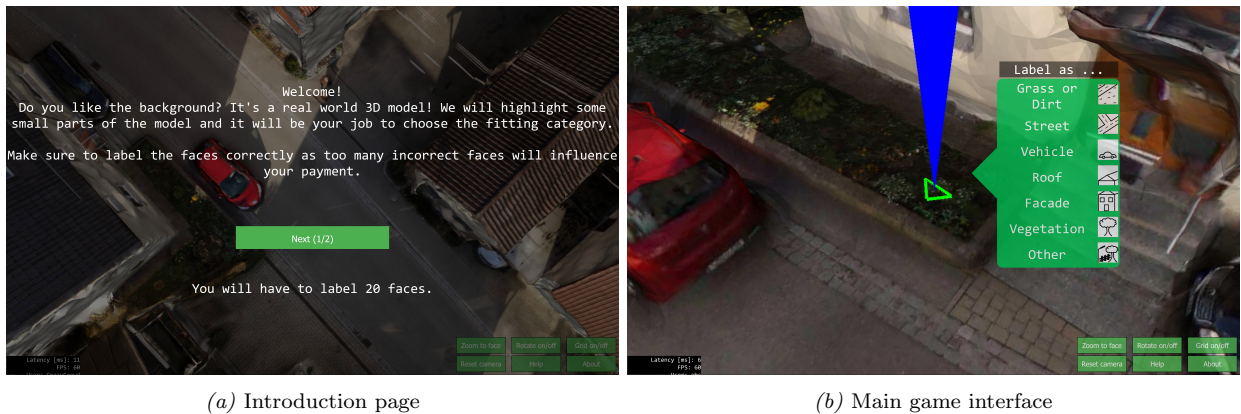 Welcome!
Do you like the background? It's a real world 3D model! We will highlight some
small parts of the model and it will be your job to choose the fitting category.
Make sure to label the faces correctly as too many incorrect faces will influence
your payment.
Next (1/2)
You will have to label 20 faces.
Latency [ms]: 11
FPS: 60
Zoom to face
Rotate on/off
Grid on/off
Reset camera
Help
About
(a) Introduction page
Label as ...
Grass or
Dirt
Street
Vehicle
Roof
Facade
Vegetation
Other
Latency [ms]: 6
FPS: 60
Zoom to face
Rotate on/off
Grid on/off
Reset camera
Help
About
(b) Main game interface